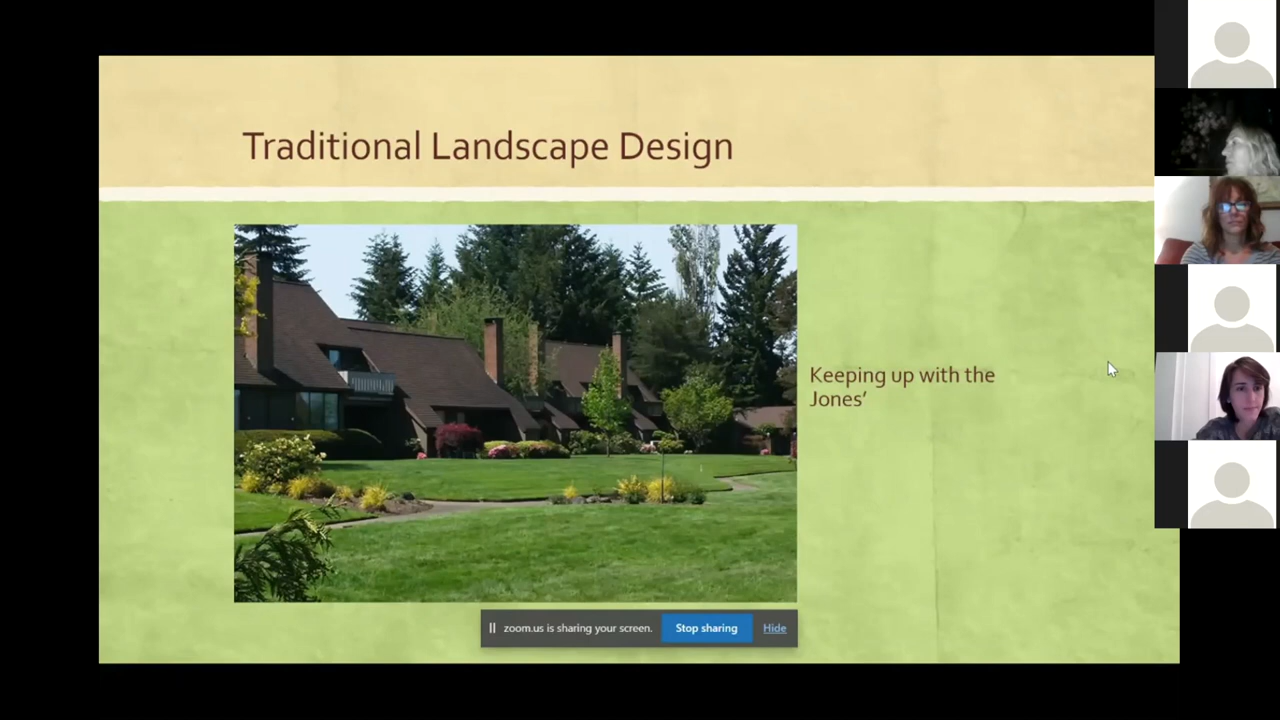 Traditional Landscape Design
Keeping up with the
Jones’
zoom.us is sharing your screen.
Stop sharing
Hide